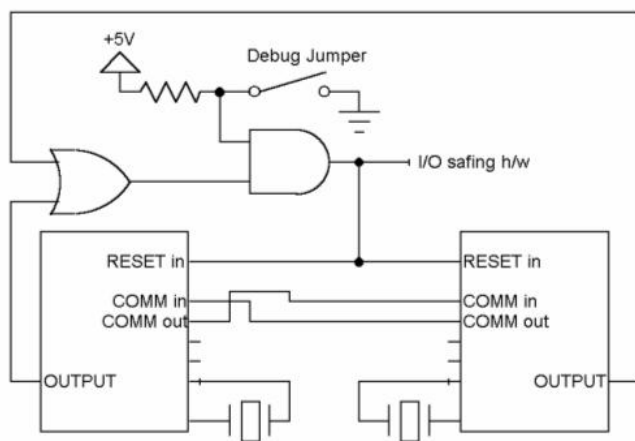 +5V
Debug Jumper
I/O safing h/w
RESET in
RESET in
COMM in
COMM in
COMM out
COMM out
OUTPUT
OUTPUT